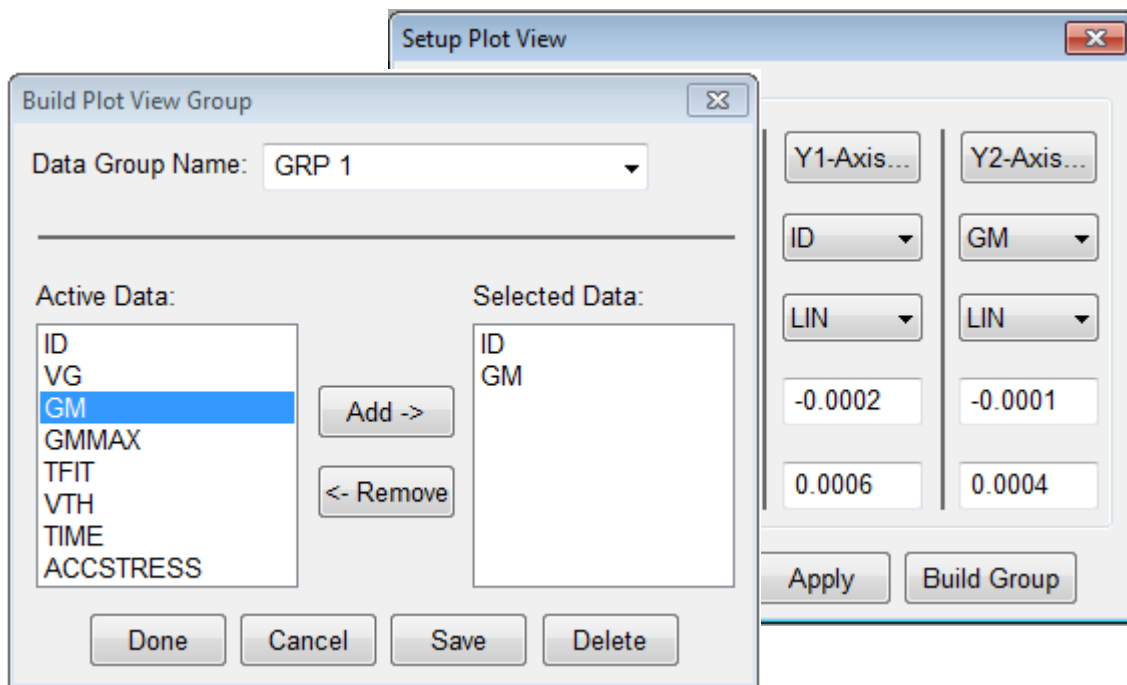 Setup Plot View
Build Plot View Group
Data Group Name: GRP 1
Active Data:
ID
VG
GM
GMMAX
TFIT
VTH
TIME
ACCSTRESS
Add ->
<- Remove
Selected Data:
ID
GM
Done Cancel Save Delete
Y1-Axis... Y2-Axis...
ID GM
LIN LIN
-0.0002 -0.0001
0.0006 0.0004
Apply Build Group